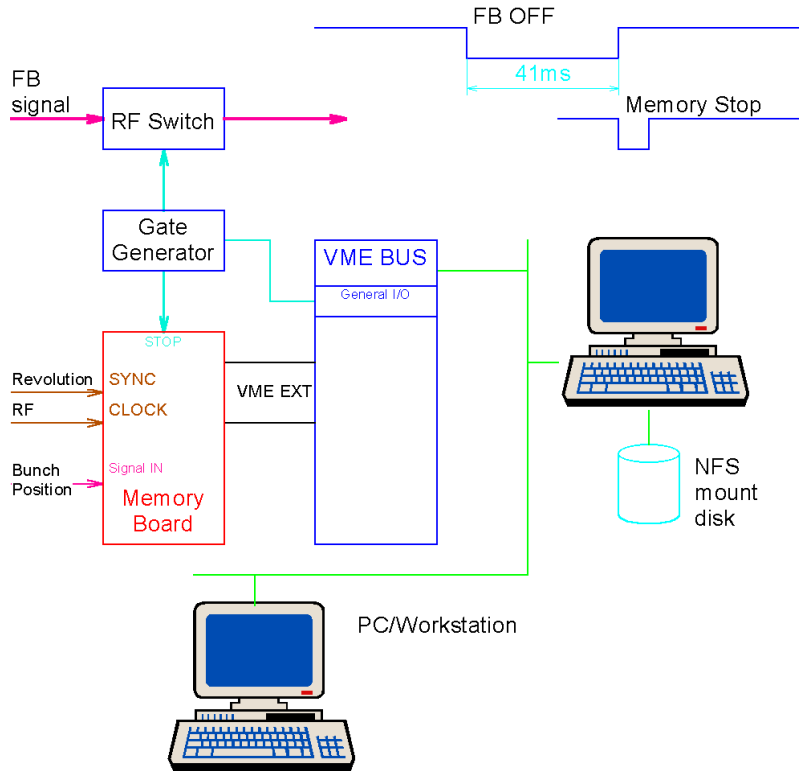 FB OFF
41ms
Memory Stop
FB
signal
RF Switch
Gate
Generator
VME BUS
General I/O
STOP
Revolution
SYNC
RF
CLOCK
VME EXT
Bunch
Position
Signal IN
Memory
Board
NFS
mount
disk
PC/Workstation